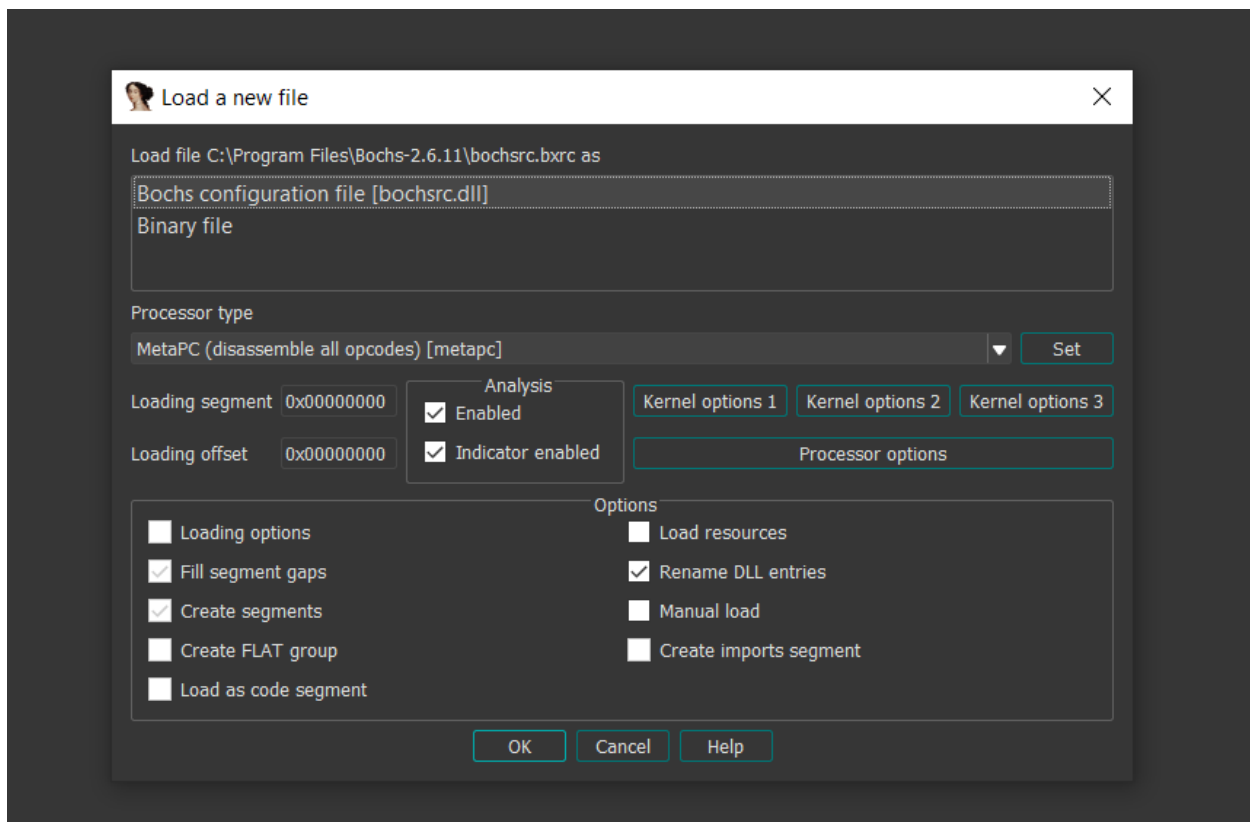 Load a new file
Load file C:\Program Files\Bochs-2.6.11\bochsrc.bxrc as
Bochs configuration file [bochsrc.dll]
Binary file
Processor type
MetaPC (disassemble all opcodes) [metapc]
Set
Loading segment 0x00000000
Loading offset 0x00000000
Analysis
Enabled
Indicator enabled
Kernel options 1 Kernel options 2 Kernel options 3
Processor options
Options
Loading options
Fill segment gaps
Create segments
Create FLAT group
Load as code segment
Load resources
Rename DLL entries
Manual load
Create imports segment
OK Cancel Help